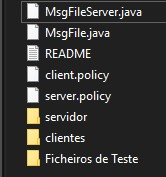 MsgFileServer.java
MsgFile.java
README
client.policy
server.policy
servidor
clientes
Ficheiros de Teste